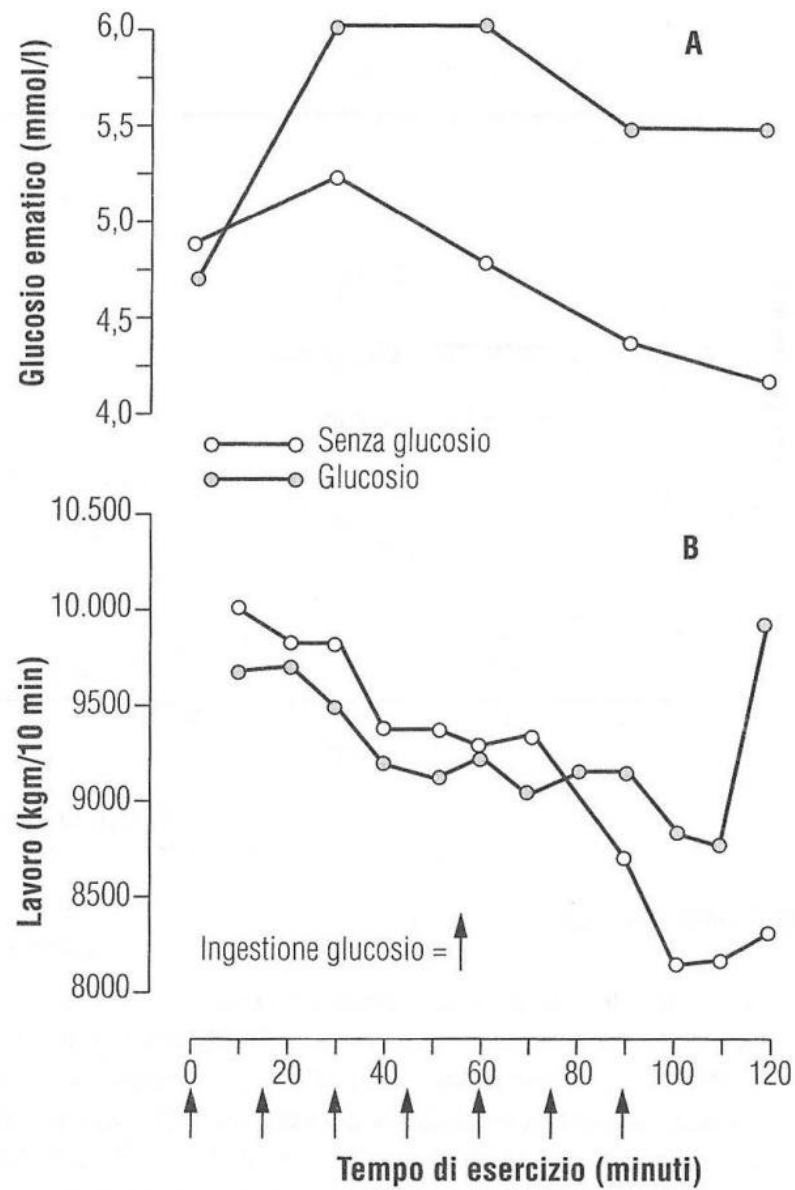 A
Glucosio ematico (mmol/l)
6,0
5,5
5,0
4,5
4,0
Senza glucosio
Glucosio
B
Lavoro (kgm/10 min)
10.500
10.000
9500
9000
8500
8000
Ingestione glucosio =
0 20 40 60 80 100 120
Tempo di esercizio (minuti)